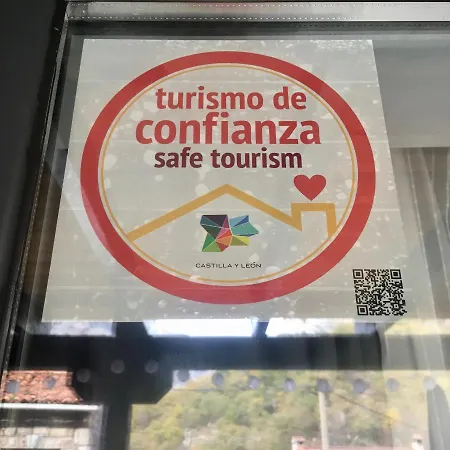 turismo de
confianza
safe tourism
CASTILLA Y LEÓN